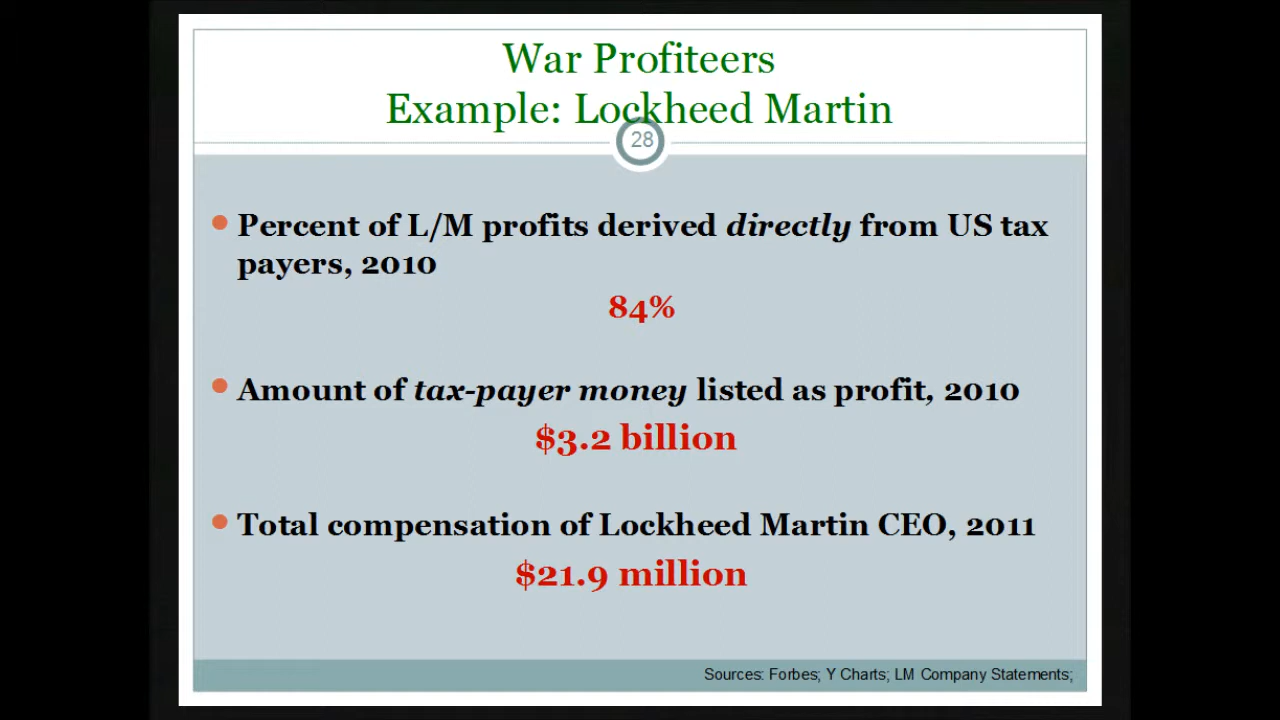 War Profiteers
Example: Lockheed Martin
28
Percent of L/M profits derived directly from US tax
payers, 2010
84%
Amount of tax-payer money listed as profit, 2010
$3.2 billion
Total compensation of Lockheed Martin CEO, 2011
$21.9 million
Sources: Forbes; Y Charts; LM Company Statements;